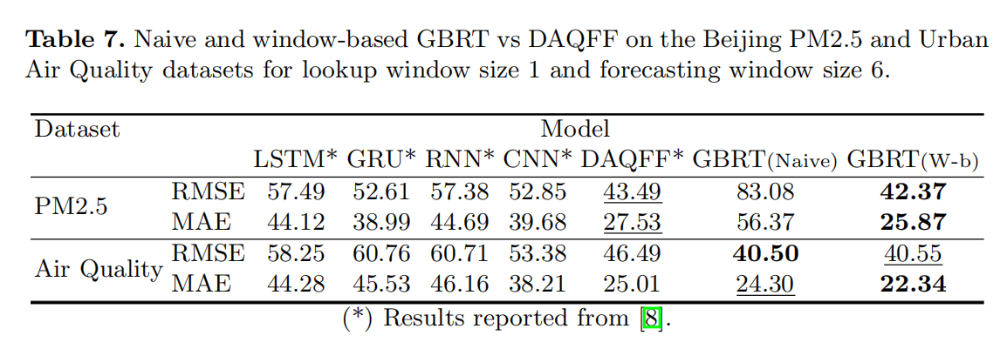 Table 7. Naive and window-based GBRT vs DAQFF on the Beijing PM2.5 and Urban
Air Quality datasets for lookup window size 1 and forecasting window size 6.
Dataset Model
LSTM* GRU* RNN* CNN* DAQFF* GBRT(Naive) GBRT(W-b)
PM2.5
RMSE 57.49 52.61 57.38 52.85 43.49 83.08 42.37
MAE 44.12 38.99 44.69 39.68 27.53 56.37 25.87
Air Quality
RMSE 58.25 60.76 60.71 53.38 46.49 40.50 40.55
MAE 44.28 45.53 46.16 38.21 25.01 24.30 22.34
(*) Results reported from [8].